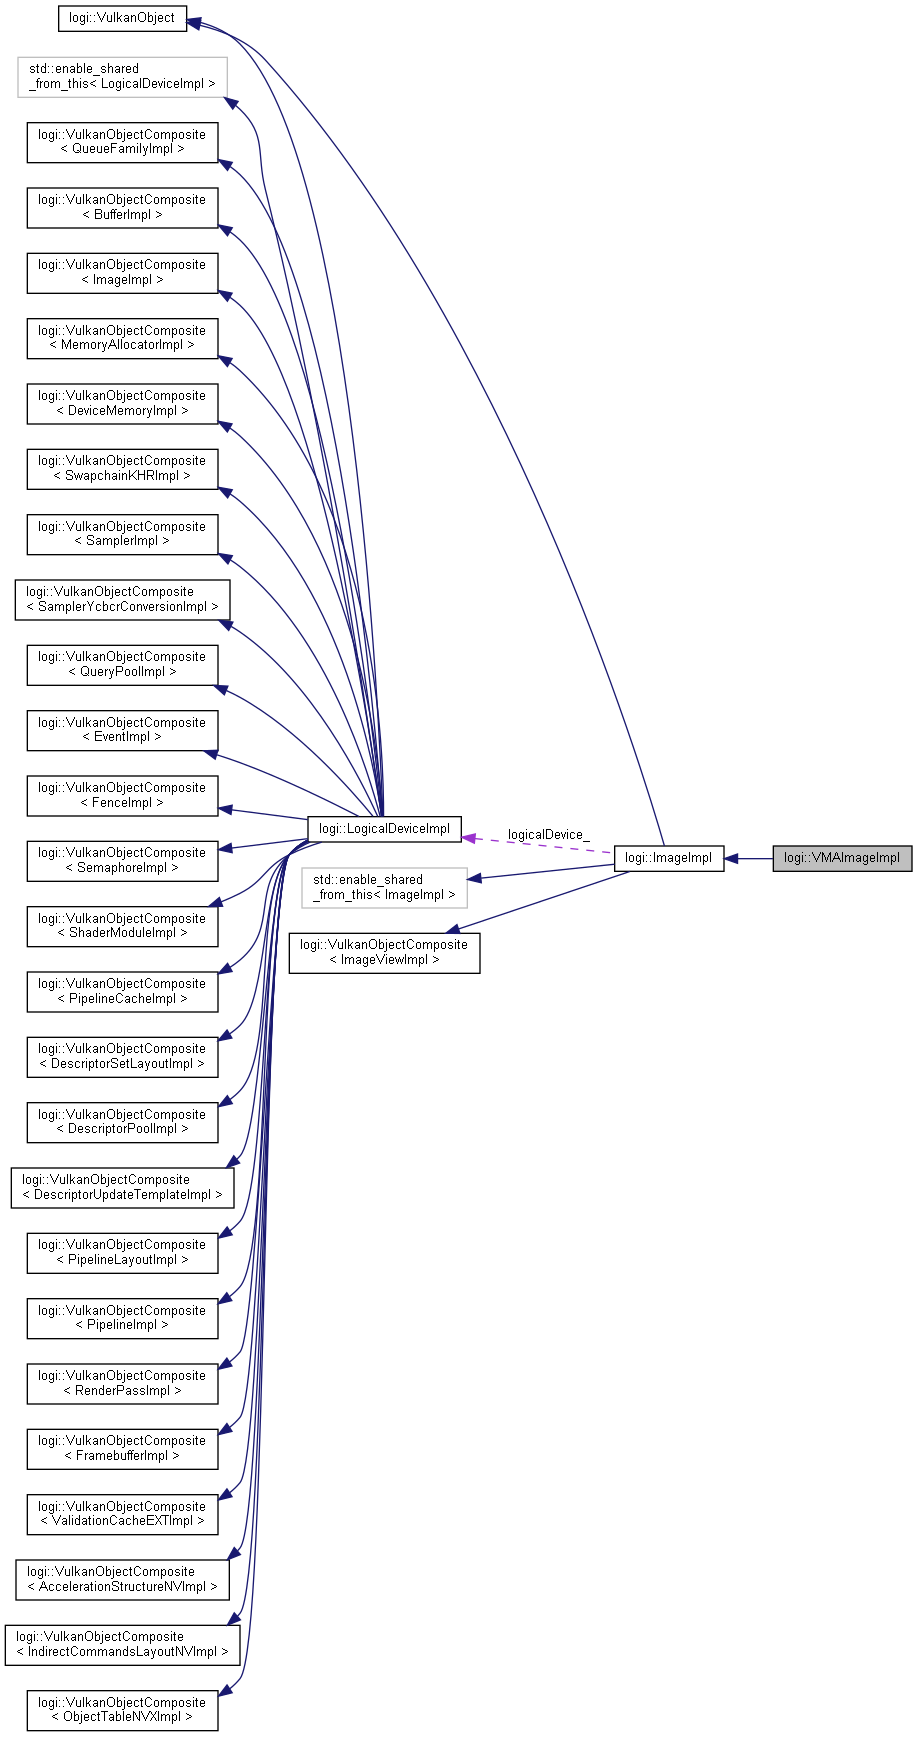 logi::VulkanObject
std::enable_shared
_from_this< LogicalDeviceImpl >
logi::VulkanObjectComposite
< QueueFamilyImpl >
logi::VulkanObjectComposite
< BufferImpl >
logi::VulkanObjectComposite
< ImageImpl >
logi::VulkanObjectComposite
< MemoryAllocatorImpl >
logi::VulkanObjectComposite
< DeviceMemoryImpl >
logi::VulkanObjectComposite
< SwapchainKHRImpl >
logi::VulkanObjectComposite
< SamplerImpl >
logi::VulkanObjectComposite
< SamplerYcbcrConversionImpl >
logi::VulkanObjectComposite
< QueryPoolImpl >
logi::VulkanObjectComposite
< EventImpl >
logi::VulkanObjectComposite
< FenceImpl >
logi::LogicalDeviceImpl
logicalDevice_
logi::ImageImpl
logi::VMAImageImpl
logi::VulkanObjectComposite
< SemaphoreImpl >
std::enable_shared
_from_this< ImageImpl >
logi::VulkanObjectComposite
< ShaderModuleImpl >
logi::VulkanObjectComposite
< ImageViewImpl >
logi::VulkanObjectComposite
< PipelineCacheImpl >
logi::VulkanObjectComposite
< DescriptorSetLayoutImpl >
logi::VulkanObjectComposite
< DescriptorPoolImpl >
logi::VulkanObjectComposite
< DescriptorUpdateTemplateImpl >
logi::VulkanObjectComposite
< PipelineLayoutImpl >
logi::VulkanObjectComposite
< PipelineImpl >
logi::VulkanObjectComposite
< RenderPassImpl >
logi::VulkanObjectComposite
< FramebufferImpl >
logi::VulkanObjectComposite
< ValidationCacheEXTImpl >
logi::VulkanObjectComposite
< AccelerationStructureNVImpl >
logi::VulkanObjectComposite
< IndirectCommandsLayoutNVImpl >
logi::VulkanObjectComposite
< ObjectTableNVXImpl >